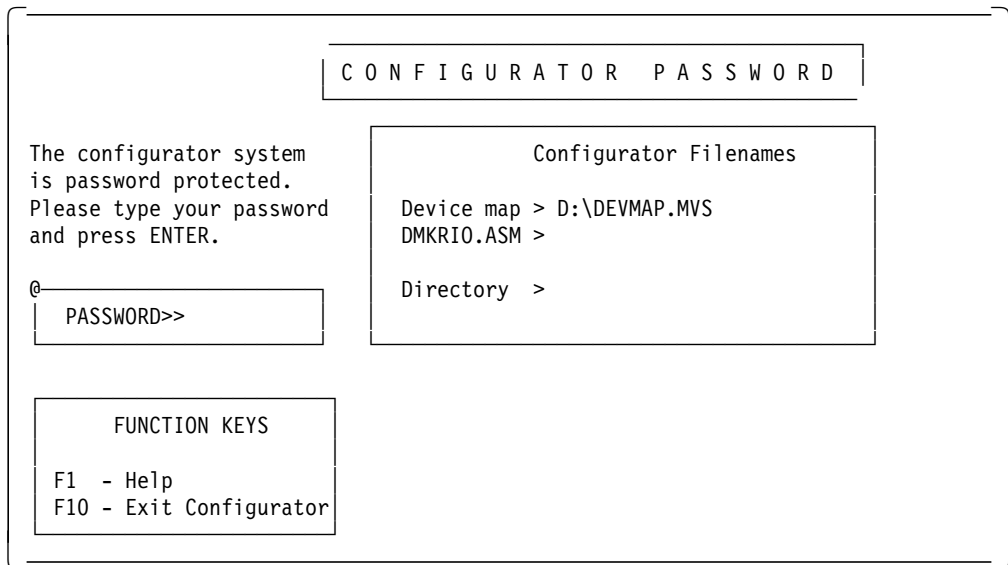 C O N F I G U R A T O R   P A S S W O R D
The configurator system
is password protected.
Please type your password
and press ENTER.
@
PASSWORD>>
Configurator Filenames
Device map > D:\DEVMAP.MVS
DMKRIO.ASM >
Directory  >
FUNCTION KEYS
F1  - Help
F10 - Exit Configurator